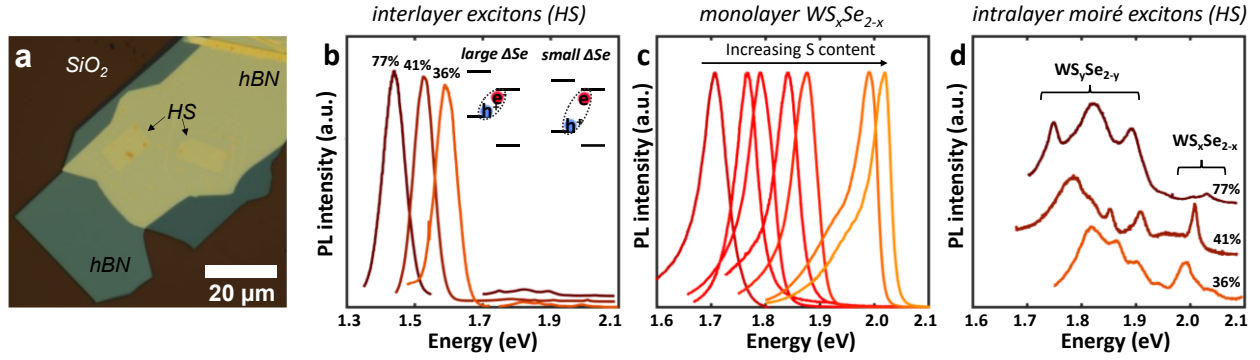 interlayer excitons (HS)
monolayer WSxSe2-x
intralayer moiré excitons (HS)
a
SiO2
hBN
HS
hBN
20 µm
b
77%
41%
36%
large ΔSe
small ΔSe
e
h+
e
h+
PL intensity (a.u.)
1.3 1.5 1.7 1.9 2.1
Energy (eV)
c
Increasing S content
PL intensity (a.u.)
1.6 1.7 1.8 1.9 2.0 2.1
Energy (eV)
d
WSySe2-y
WSxSe2-x
77%
41%
36%
PL intensity (a.u.)
1.6 1.7 1.8 1.9 2.0 2.1
Energy (eV)